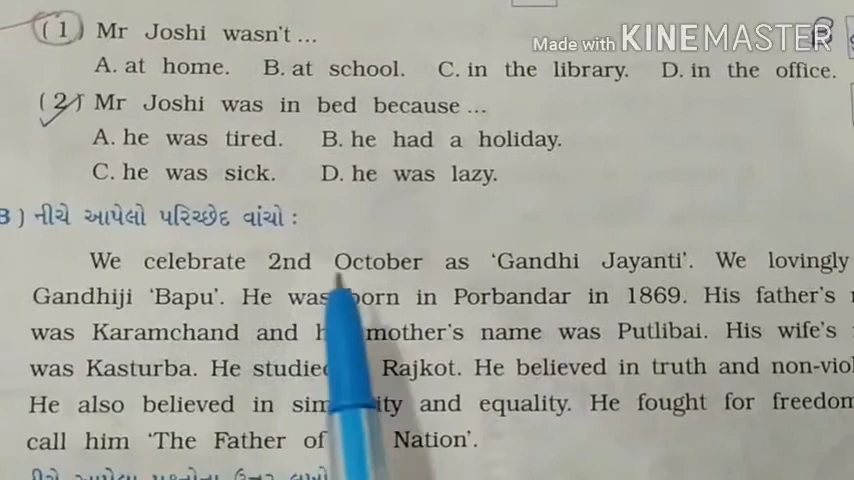 (1) Mr Joshi wasn't ... B
Made with KINEMASTER
A. at home. B. at school. C. in the library. D. in the office.
(2) Mr Joshi was in bed because ...
A. he was tired. B. he had a holiday.
C. he was sick. D. he was lazy.
B) નીચે આપેલો પરિચ્છેદ વાંચો :
We celebrate 2nd October as 'Gandhi Jayanti'. We lovingly
Gandhiji 'Bapu'. He was born in Porbandar in 1869. His father's
was Karamchand and mother's name was Putlibai. His wife's
was Kasturba. He Rajkot. He believed in truth and
He also believed in and equality. He fought for freedom
call him 'The Father of Nation'.